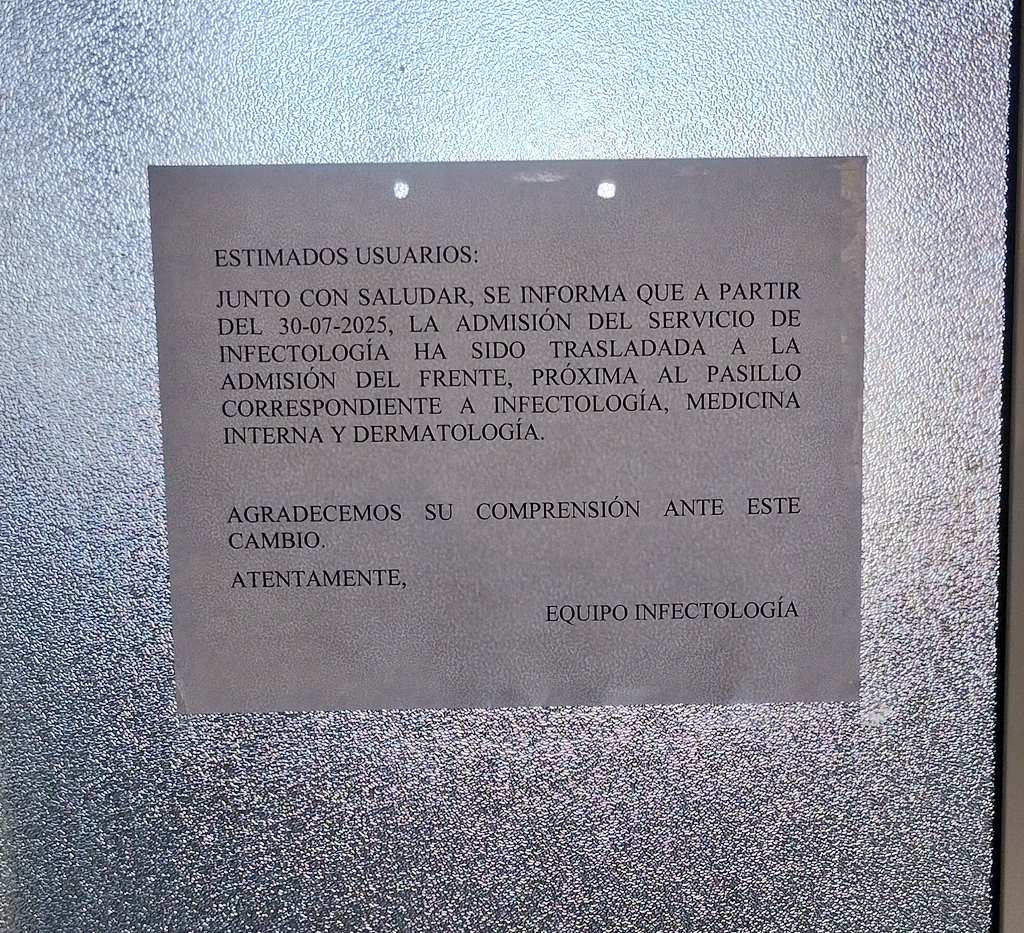 ESTIMADOS USUARIOS:
JUNTO CON SALUDAR, SE INFORMA QUE A PARTIR
DEL 30-07-2025, LA ADMISIÓN DEL SERVICIO DE
INFECTOLOGÍA HA SIDO TRASLADADA A LA
ADMISIÓN DEL FRENTE, PRÓXIMA AL PASILLO
CORRESPONDIENTE A INFECTOLOGÍA, MEDICINA
INTERNA Y DERMATOLOGÍA.
AGRADECEMOS SU COMPRENSIÓN ANTE ESTE
CAMBIO.
ATENTAMENTE,
EQUIPO INFECTOLOGÍA